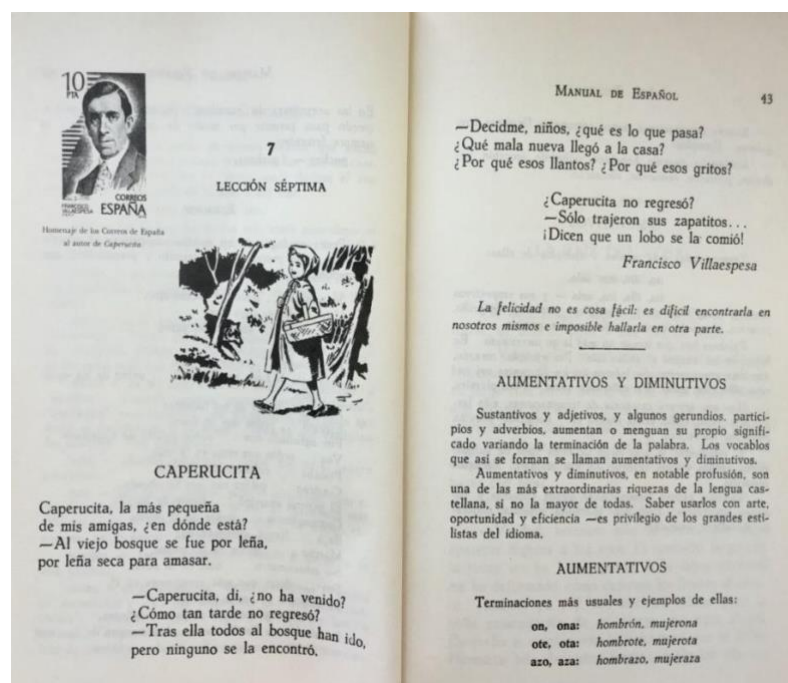 10
PTA
CORREOS
FRANCISCO
VILLAESPESA
ESPAÑA
Homenaje de los Correos de España
al autor de Caperucita
7
LECCIÓN SÉPTIMA
CAPERUCITA
Caperucita, la más pequeña
de mis amigas, ¿en dónde está?
—Al viejo bosque se fue por leña,
por leña seca para amasar.
—Caperucita, di, ¿no ha venido?
¿Cómo tan tarde no regresó?
—Tras ella todos al bosque han ido,
pero ninguno se la encontró.
MANUAL DE ESPAÑOL
43
—Decidme, niños, ¿qué es lo que pasa?
¿Qué mala nueva llegó a la casa?
¿Por qué esos llantos? ¿Por qué esos gritos?
¿Caperucita no regresó?
—Sólo trajeron sus zapatitos...
¡Dicen que un lobo se la comió!
Francisco Villaespesa
La felicidad no es cosa fácil: es difícil encontrarla en
nosotros mismos e imposible hallarla en otra parte.
AUMENTATIVOS Y DIMINUTIVOS
Sustantivos y adjetivos, y algunos gerundios, partici-
pios y adverbios, aumentan o menguan su propio signifi-
cado variando la terminación de la palabra. Los vocablos
que así se forman se llaman aumentativos y diminutivos.
Aumentativos y diminutivos, en notable profusión, son
una de las más extraordinarias riquezas de la lengua cas-
tellana, si no la mayor de todas. Saber usarlos con arte,
oportunidad y eficiencia —es privilegio de los grandes esti-
listas del idioma.
AUMENTATIVOS
Terminaciones más usuales y ejemplos de ellas:
on, ona: hombrón, mujerona
ote, ota: hombrote, mujerota
azo, aza: hombrazo, mujeraza